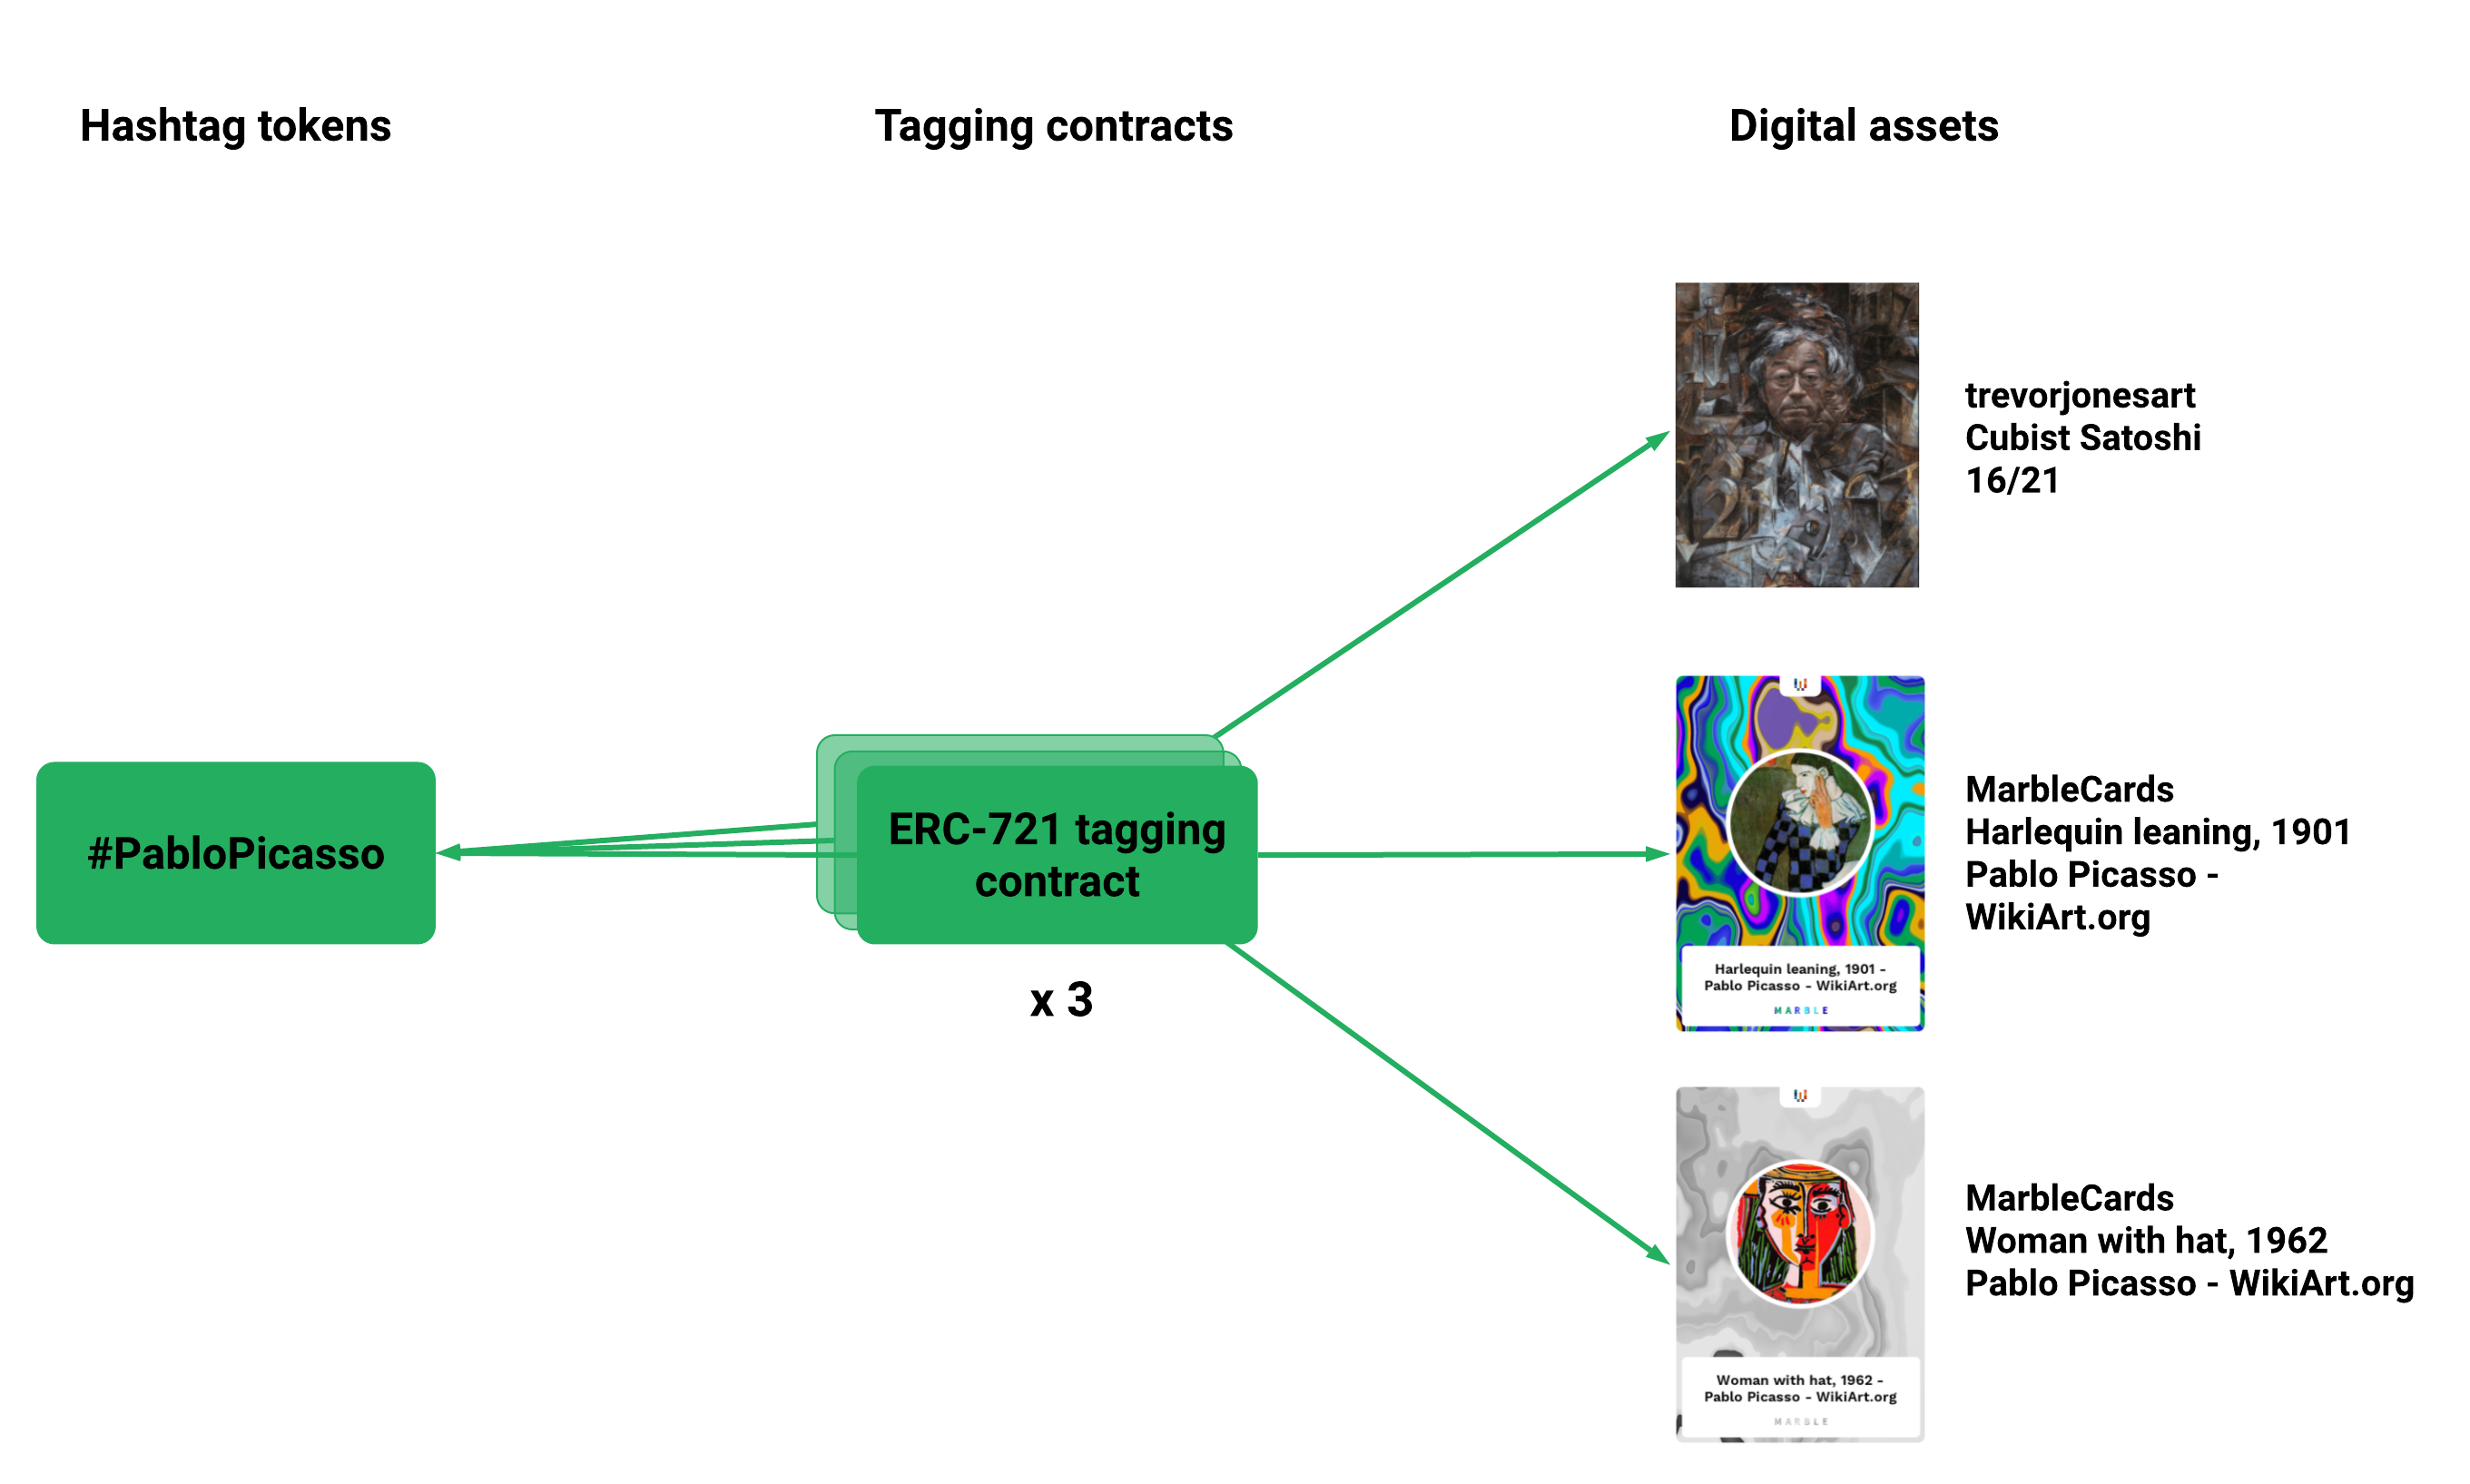 Hashtag tokens
Tagging contracts
Digital assets
trevorjonesart
Cubist Satoshi
16/21
#PabloPicasso
ERC-721 tagging
contract
x 3
MarbleCards
Harlequin leaning, 1901
Pablo Picasso -
WikiArt.org
Harlequin leaning, 1901 -
Pablo Picasso - WikiArt.org
MARBLE
MarbleCards
Woman with hat, 1962
Pablo Picasso - WikiArt.org
Woman with hat, 1962 -
Pablo Picasso - WikiArt.org
MARBLE